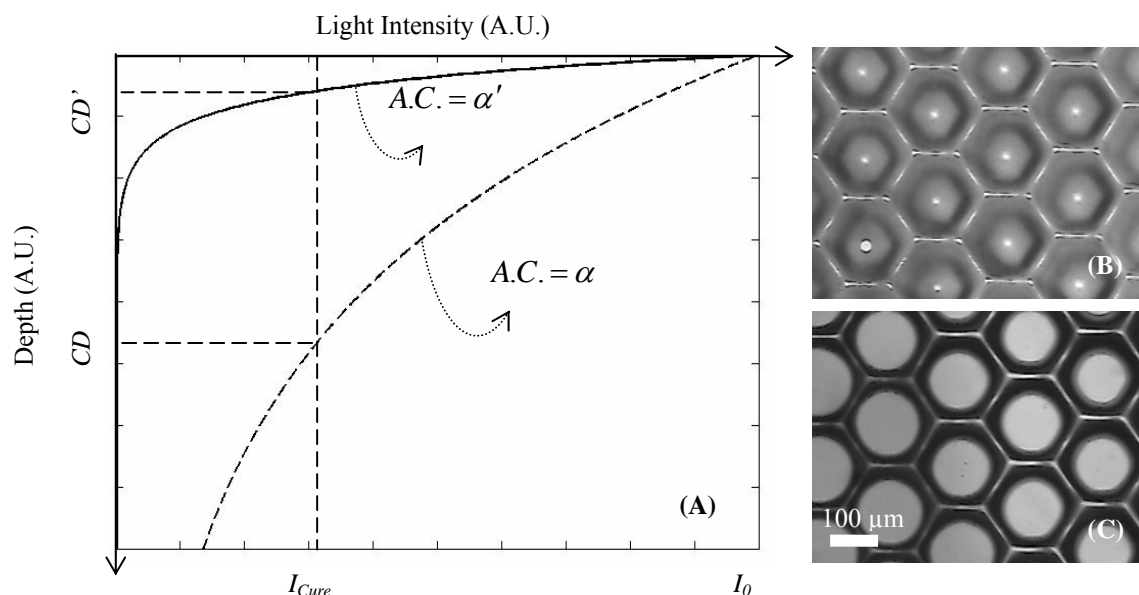 Light Intensity (A.U.)
CD'
A.C. = α'
Depth (A.U.)
A.C. = α
CD
(A)
I_Cure
I_0
(B)
100 µm
(C)